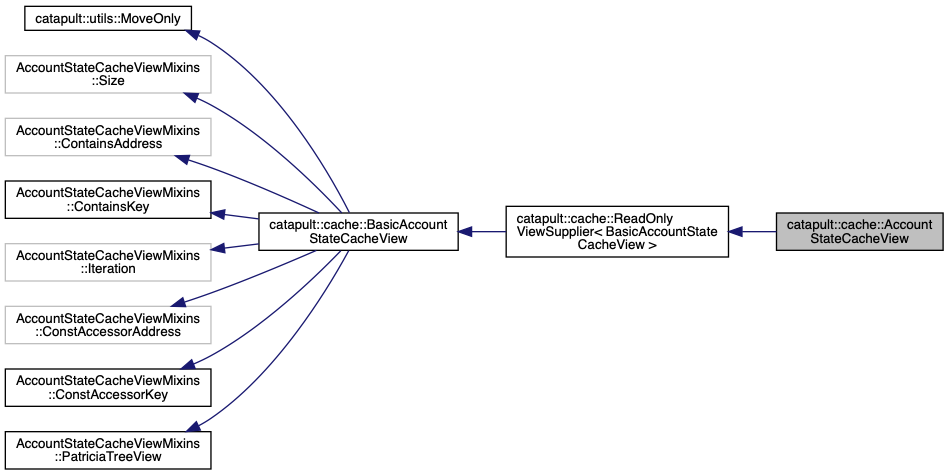 catapult::utils::MoveOnly
AccountStateCacheViewMixins
::Size
AccountStateCacheViewMixins
::ContainsAddress
AccountStateCacheViewMixins
::ContainsKey
AccountStateCacheViewMixins
::Iteration
AccountStateCacheViewMixins
::ConstAccessorAddress
AccountStateCacheViewMixins
::ConstAccessorKey
AccountStateCacheViewMixins
::PatriciaTreeView
catapult::cache::BasicAccount
StateCacheView
catapult::cache::ReadOnly
ViewSupplier< BasicAccountState
CacheView >
catapult::cache::Account
StateCacheView